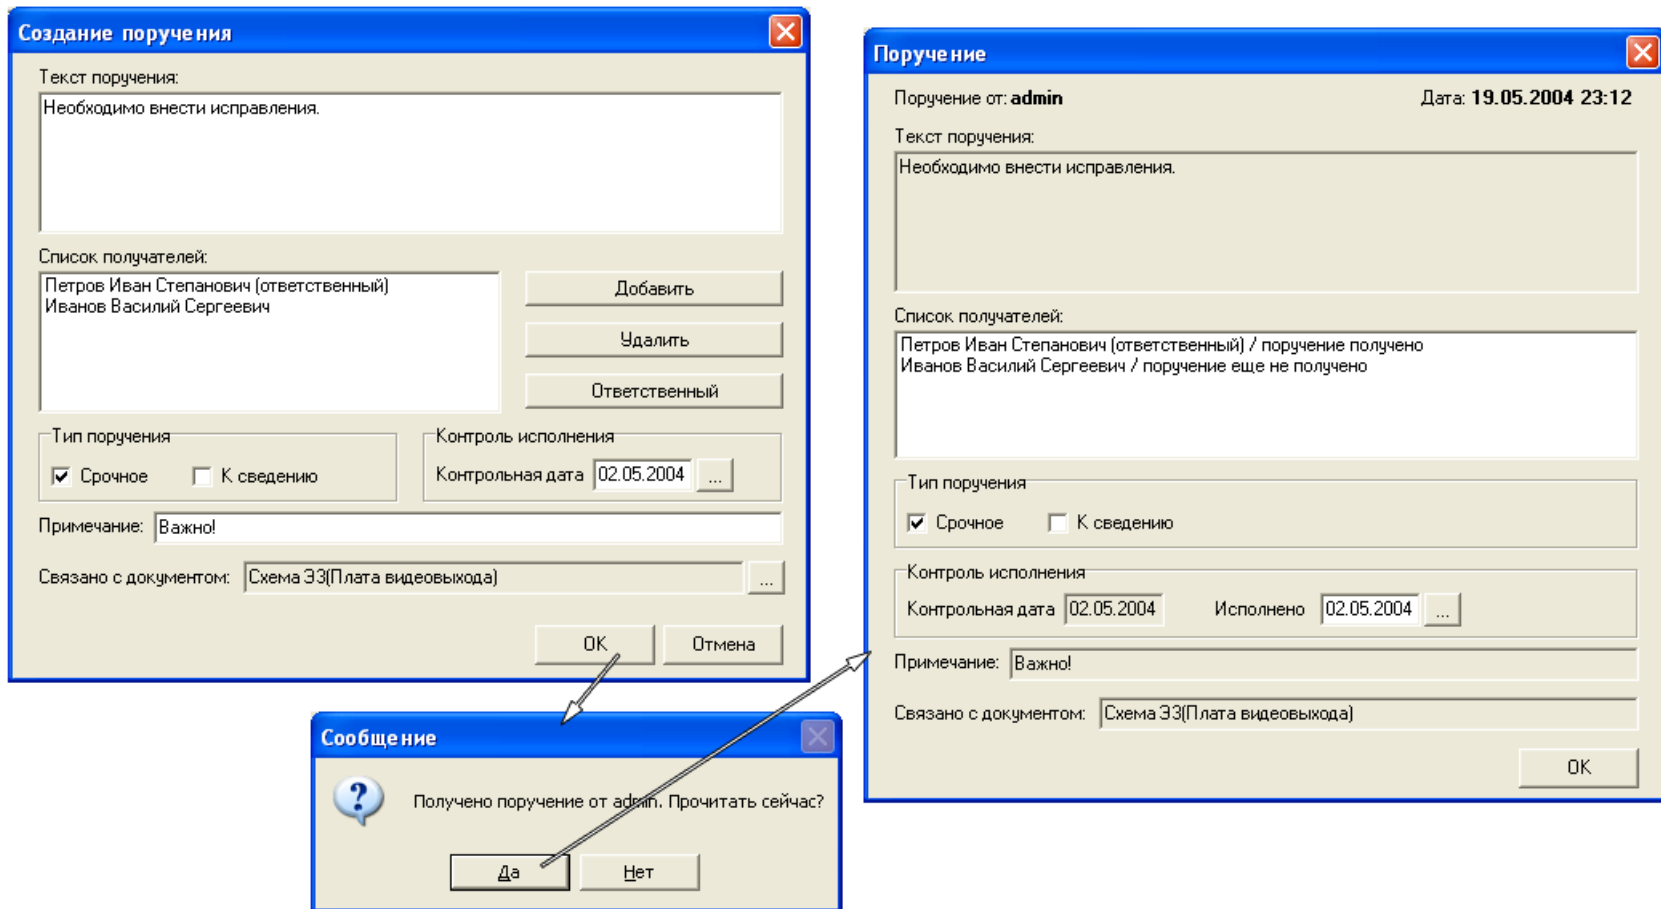 Создание поручения
Текст поручения:
Необходимо внести исправления.
Список получателей:
Петров Иван Степанович (ответственный)
Иванов Василий Сергеевич
Добавить
Удалить
Ответственный
Тип поручения
Срочное К сведению
Контроль исполнения
Контрольная дата 02.05.2004 ...
Примечание: Важно!
Связано с документом: Схема Э3(Плата видеовыхода) ...
OK Отмена
Сообщение
Получено поручение от admin. Прочитать сейчас?
Да Нет
Поручение
Поручение от: admin Дата: 19.05.2004 23:12
Текст поручения:
Необходимо внести исправления.
Список получателей:
Петров Иван Степанович (ответственный) / поручение получено
Иванов Василий Сергеевич / поручение еще не получено
Тип поручения
Срочное К сведению
Контроль исполнения
Контрольная дата 02.05.2004 Исполнено 02.05.2004 ...
Примечание: Важно!
Связано с документом: Схема Э3(Плата видеовыхода)
OK